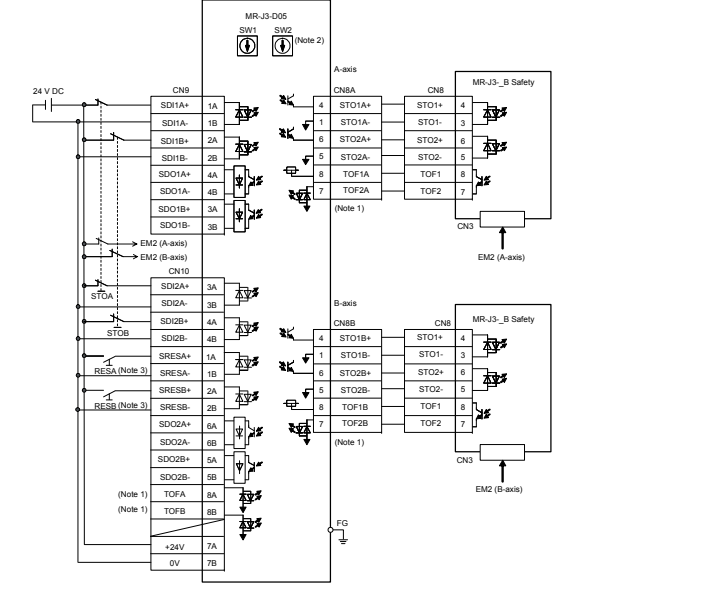 MR-J3-D05
SW1 SW2
(Note 2)
A-axis
24 V DC
CN9
SDI1A+ 1A
SDI1A- 1B
SDI1B+ 2A
SDI1B- 2B
SDO1A+ 4A
SDO1A- 4B
SDO1B+ 3A
SDO1B- 3B
CN8A
4 STO1A+
1 STO1A-
6 STO2A+
5 STO2A-
8 TOF1A
7 TOF2A
(Note 1)
CN8
STO1+ 4
STO1- 3
STO2+ 6
STO2- 5
TOF1 8
TOF2 7
MR-J3-_B Safety
CN3
EM2 (A-axis)
EM2 (A-axis)
EM2 (B-axis)
CN10
SDI2A+ 3A
SDI2A- 3B
SDI2B+ 4A
SDI2B- 4B
SRESA+ 1A
SRESA- 1B
SRESB+ 2A
SRESB- 2B
SDO2A+ 6A
SDO2A- 6B
SDO2B+ 5A
SDO2B- 5B
(Note 1) TOFA 8A
(Note 1) TOFB 8B
+24V 7A
0V 7B
STOA
STOB
RESA (Note 3)
RESB (Note 3)
B-axis
CN8B
4 STO1B+
1 STO1B-
6 STO2B+
5 STO2B-
8 TOF1B
7 TOF2B
(Note 1)
CN8
STO1+ 4
STO1- 3
STO2+ 6
STO2- 5
TOF1 8
TOF2 7
MR-J3-_B Safety
CN3
EM2 (B-axis)
FG